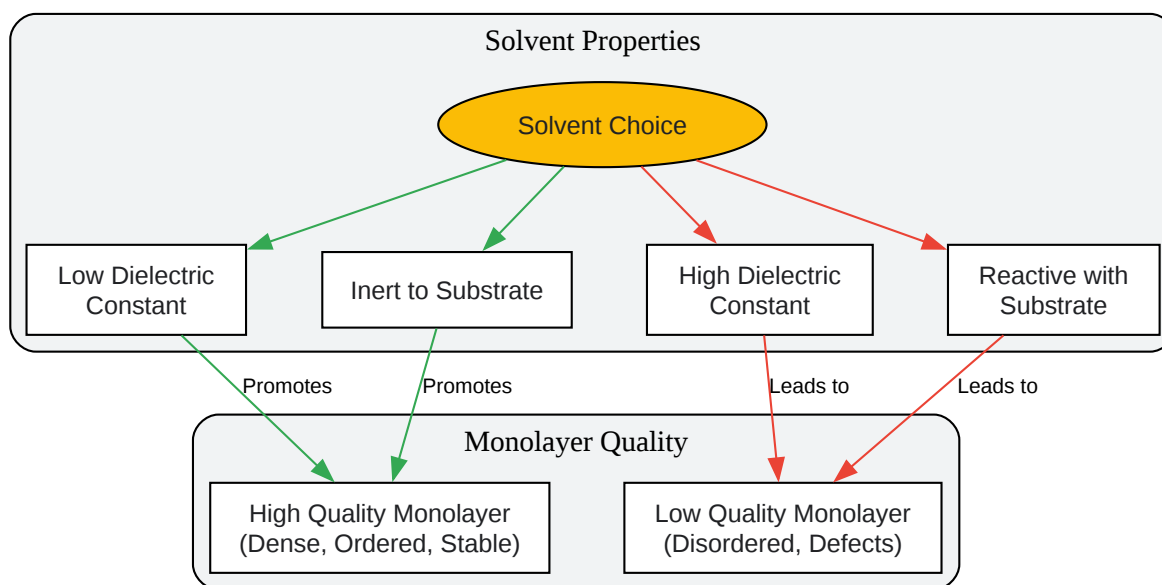 Solvent Properties
Solvent Choice
Low Dielectric
Constant
Inert to Substrate
High Dielectric
Constant
Reactive with
Substrate
Promotes
Promotes
Leads to
Leads to
Monolayer Quality
High Quality Monolayer
(Dense, Ordered, Stable)
Low Quality Monolayer
(Disordered, Defects)